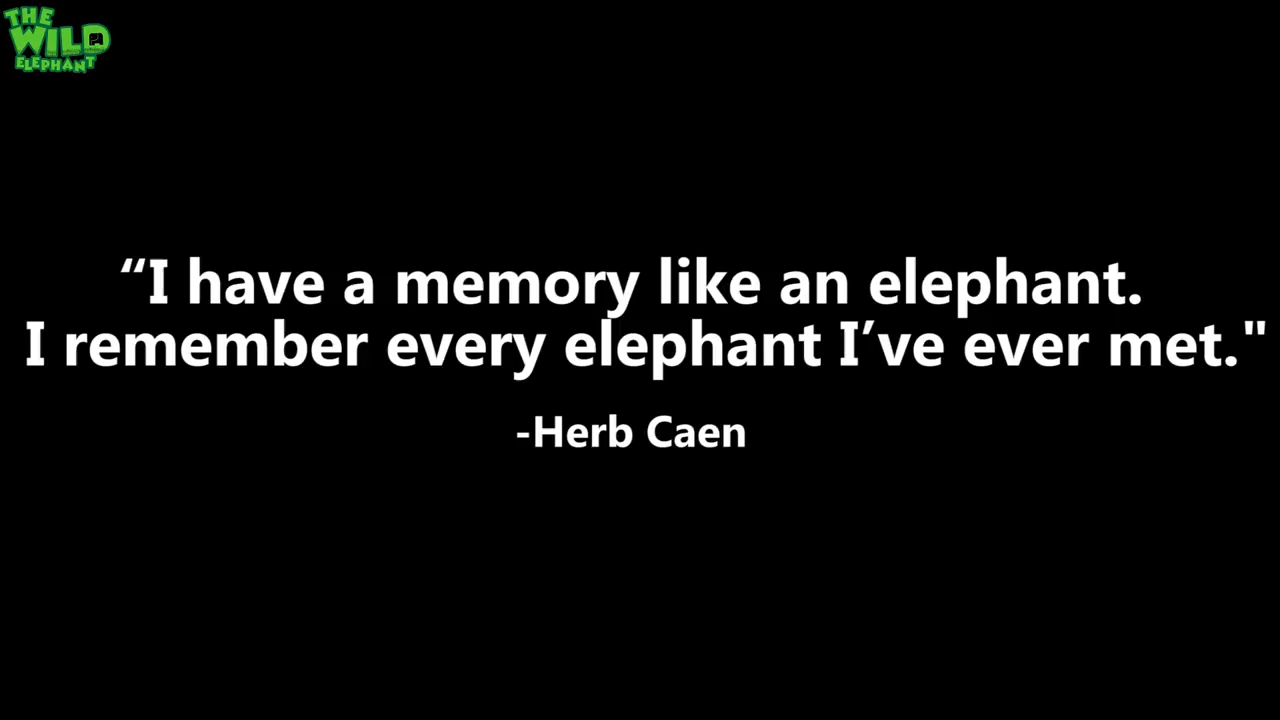 THE
WILD
ELEPHANT
“I have a memory like an elephant.
I remember every elephant I’ve ever met."
-Herb Caen